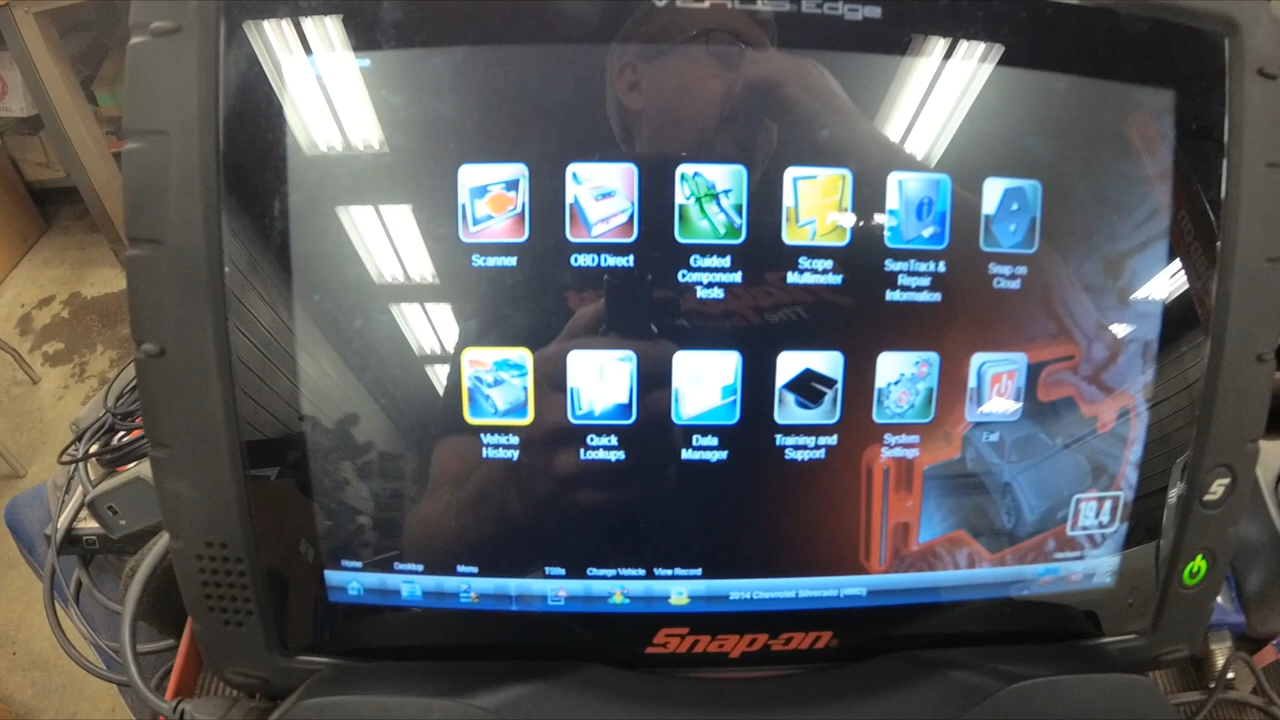 VERUS Edge
Scanner
OBD Direct
Guided
Component
Tests
Scope
Multimeter
SureTrack &
Repair
Information
Snap-on
Cloud
Vehicle
History
Quick
Lookups
Data
Manager
Training and
Support
System
Settings
Exit
19.4
Home
Desktop
Menu
TSBs
Change Vehicle
View Record
2014 Chevrolet Silverado (4WD)
Snap-on
S